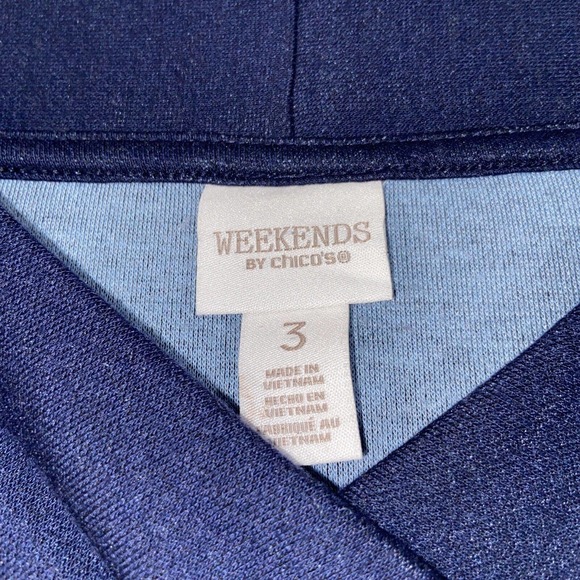 WEEKENDS
BY chico's®
3
MADE IN
VIETNAM
HECHO EN
VIETNAM
FABRIQUÉ AU
VIETNAM